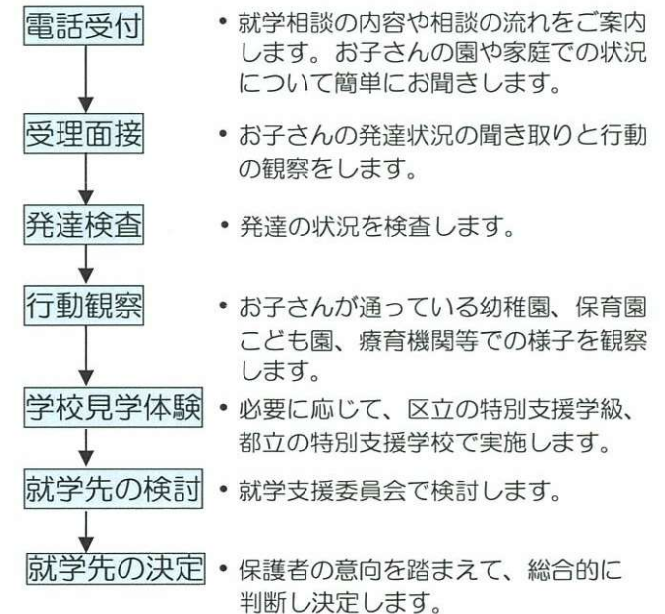 電話受付
・就学相談の内容や相談の流れをご案内
します。お子さんの園や家庭での状況
について簡単にお聞きします。
受理面接
・お子さんの発達状況の聞き取りと行動
の観察をします。
発達検査
・発達の状況を検査します。
行動観察
・お子さんが通っている幼稚園、保育園
こども園、療育機関等での様子を観察
します。
学校見学体験
・必要に応じて、区立の特別支援学級、
都立の特別支援学校で実施します。
就学先の検討
・就学支援委員会で検討します。
就学先の決定
・保護者の意向を踏まえて、総合的に
判断し決定します。